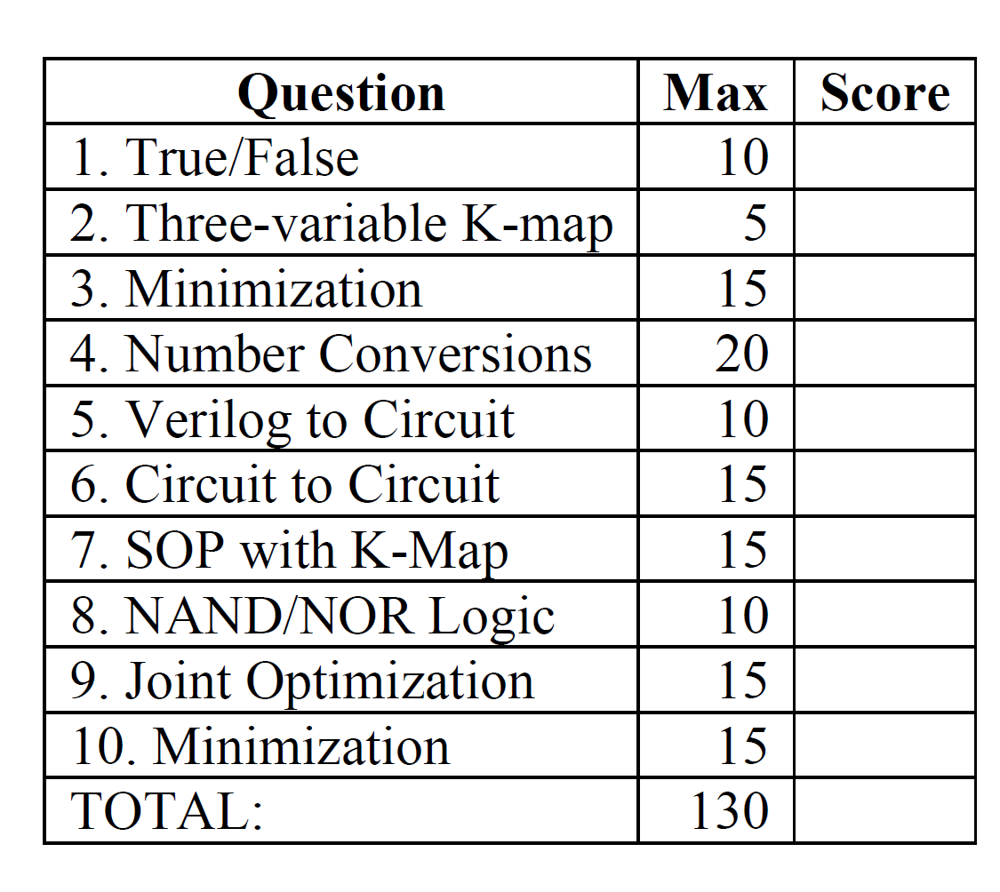 Question Max Score
1. True/False 10
2. Three-variable K-map 5
3. Minimization 15
4. Number Conversions 20
5. Verilog to Circuit 10
6. Circuit to Circuit 15
7. SOP with K-Map 15
8. NAND/NOR Logic 10
9. Joint Optimization 15
10. Minimization 15
TOTAL: 130